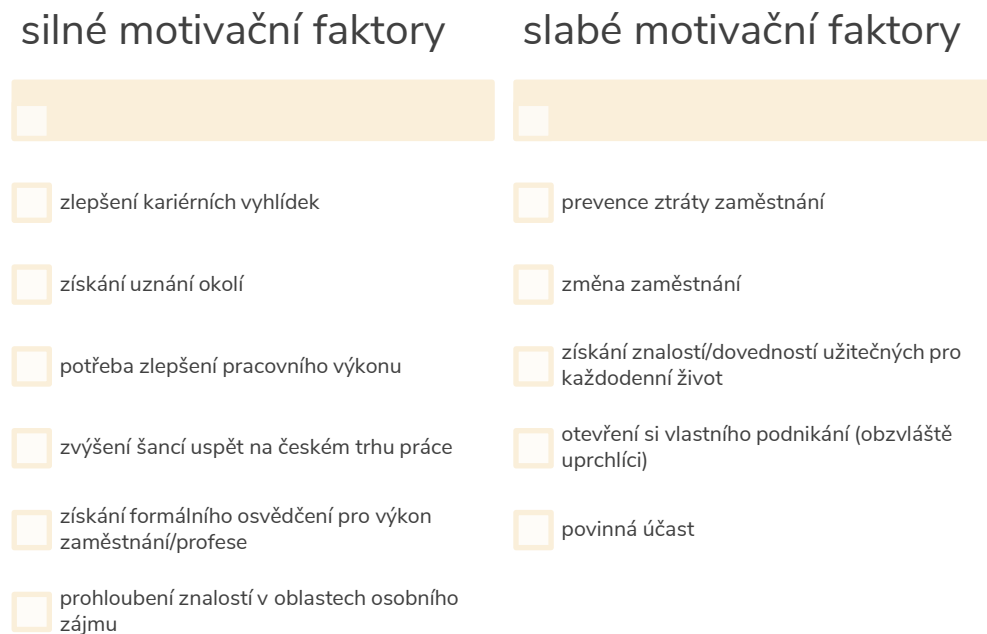 silné motivační faktory
zlepšení kariérních vyhlídek
získání uznání okolí
potřeba zlepšení pracovního výkonu
zvýšení šancí uspět na českém trhu práce
získání formálního osvědčení pro výkon
zaměstnání/profese
prohloubení znalostí v oblastech osobního
zájmu
slabé motivační faktory
prevence ztráty zaměstnání
změna zaměstnání
získání znalostí/dovedností užitečných pro
každodenní život
otevření si vlastního podnikání (obzvláště
uprchlíci)
povinná účast